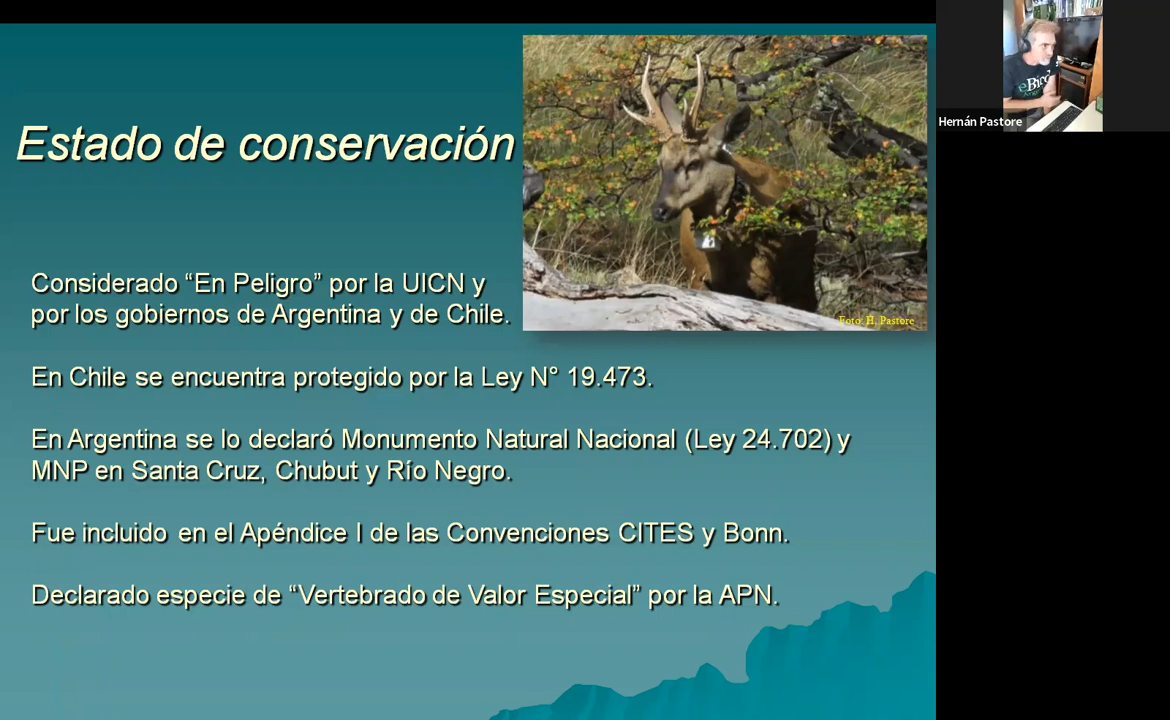 Estado de conservación
Foto: H. Pastore
Considerado “En Peligro” por la UICN y
por los gobiernos de Argentina y de Chile.
En Chile se encuentra protegido por la Ley N° 19.473.
En Argentina se lo declaró Monumento Natural Nacional (Ley 24.702) y
MNP en Santa Cruz, Chubut y Río Negro.
Fue incluido en el Apéndice I de las Convenciones CITES y Bonn.
Declarado especie de “Vertebrado de Valor Especial” por la APN.
eBird
Hernán Pastore